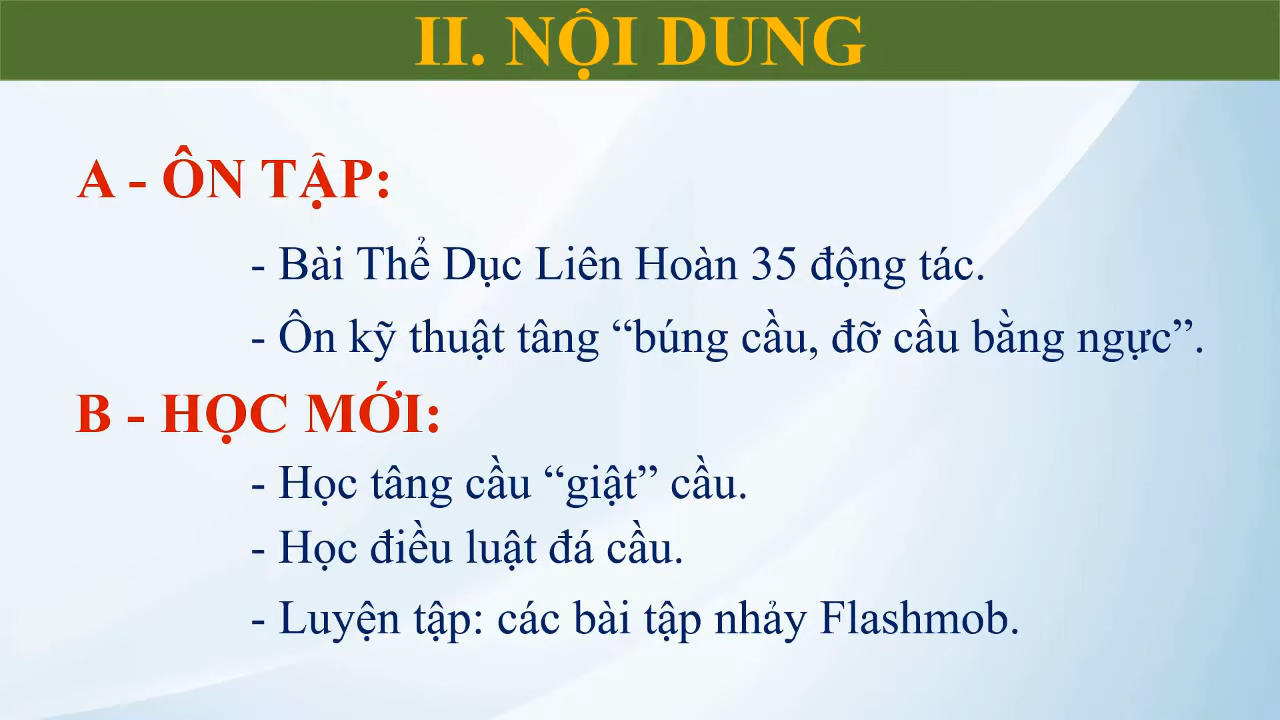 II. NỘI DUNG
A - ÔN TẬP:
- Bài Thể Dục Liên Hoàn 35 động tác.
- Ôn kỹ thuật tâng “búng cầu, đỡ cầu bằng ngực”.
B - HỌC MỚI:
- Học tâng cầu “giật” cầu.
- Học điều luật đá cầu.
- Luyện tập: các bài tập nhảy Flashmob.